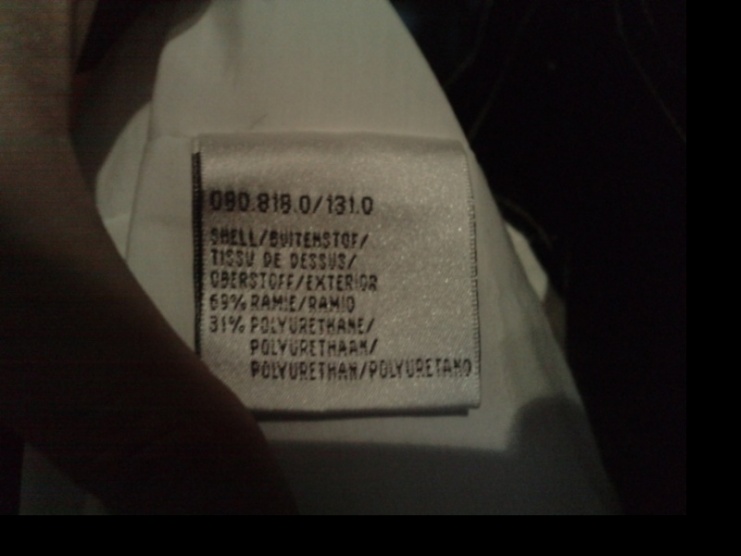 080.818.0/131.0
SHELL/BUITENSTOF/
TISSU DE DESSUS/
OBERSTOFF/EXTERIOR
69% RAMIE/RAMIO
31% POLYURETHANE/
POLYURETHAAN/
POLYURETHAN/POLYURETANO